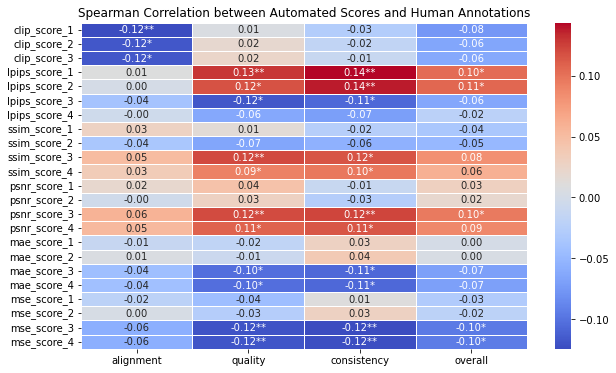 Spearman Correlation between Automated Scores and Human Annotations
clip_score_1 -0.12** 0.01 -0.03 -0.08
clip_score_2 -0.12* 0.02 -0.02 -0.06
clip_score_3 -0.12* 0.02 -0.01 -0.06
lpips_score_1 0.01 0.13** 0.14** 0.10*
lpips_score_2 0.00 0.12* 0.14** 0.11*
lpips_score_3 -0.04 -0.12* -0.11* -0.06
lpips_score_4 -0.00 -0.06 -0.07 -0.02
ssim_score_1 0.03 0.01 -0.02 -0.04
ssim_score_2 -0.04 -0.07 -0.06 -0.05
ssim_score_3 0.05 0.12** 0.12* 0.08
ssim_score_4 0.03 0.09* 0.10* 0.06
psnr_score_1 0.02 0.04 -0.01 0.03
psnr_score_2 -0.00 0.03 -0.03 0.02
psnr_score_3 0.06 0.12** 0.12** 0.10*
psnr_score_4 0.05 0.11* 0.11* 0.09
mae_score_1 -0.01 -0.02 0.03 0.00
mae_score_2 0.01 -0.01 0.04 0.00
mae_score_3 -0.04 -0.10* -0.11* -0.07
mae_score_4 -0.04 -0.10* -0.11* -0.07
mse_score_1 -0.02 -0.04 0.01 -0.03
mse_score_2 0.00 -0.03 0.03 -0.02
mse_score_3 -0.06 -0.12** -0.12** -0.10*
mse_score_4 -0.06 -0.12** -0.12** -0.10*
alignment quality consistency overall
0.10
0.05
0.00
-0.05
-0.10